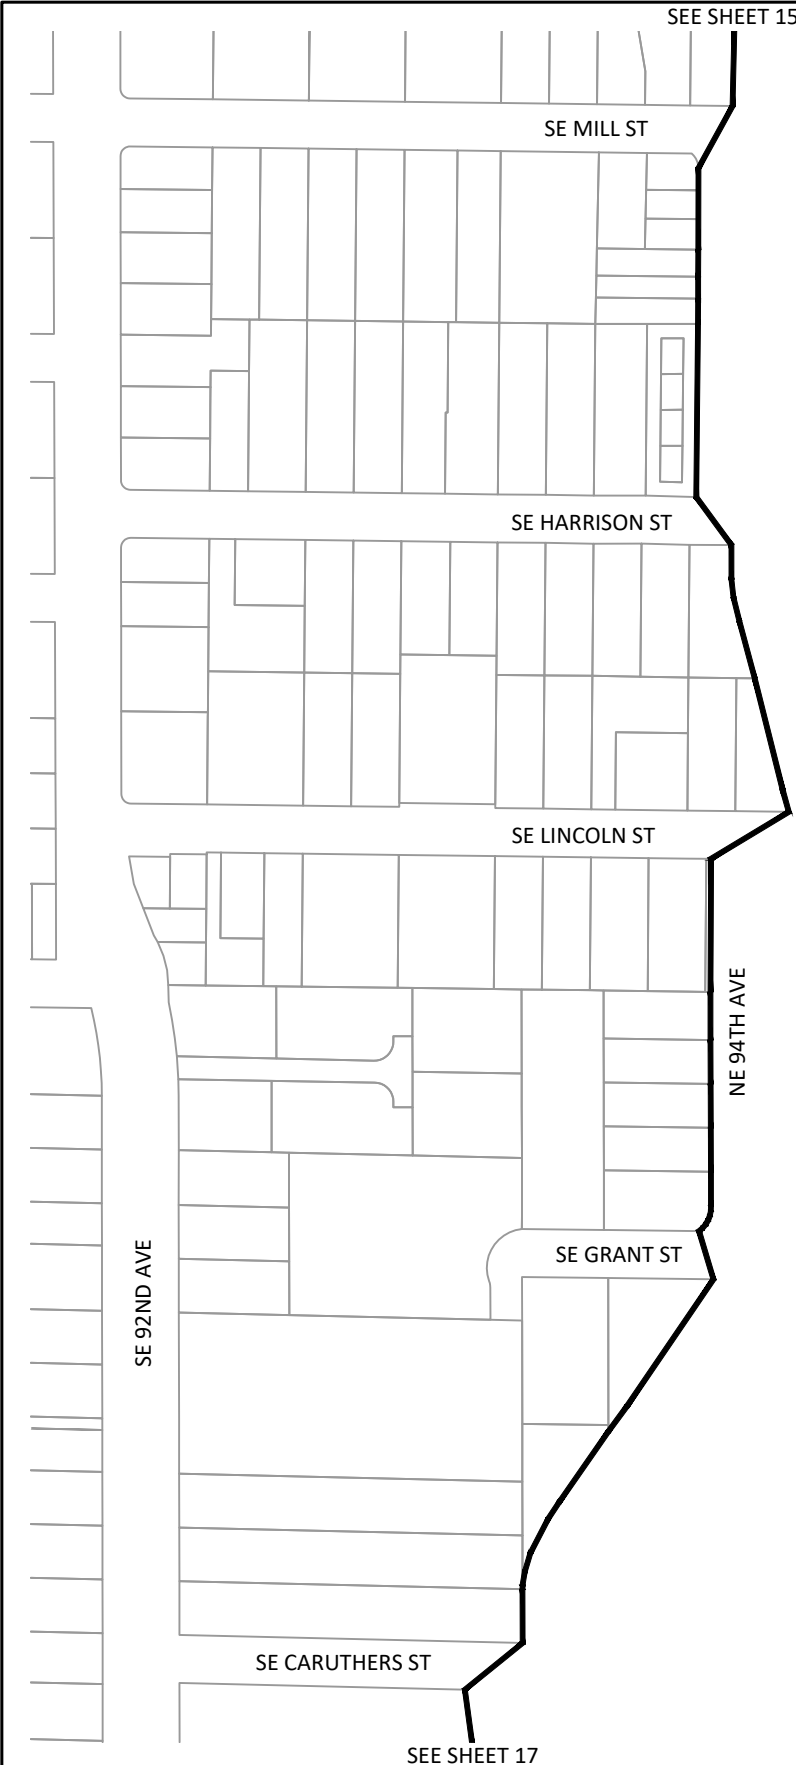 SEE SHEET 15
SE MILL ST
SE HARRISON ST
SE LINCOLN ST
NE 94TH AVE
SE GRANT ST
SE 92ND AVE
SE CARUTHERS ST
SEE SHEET 17